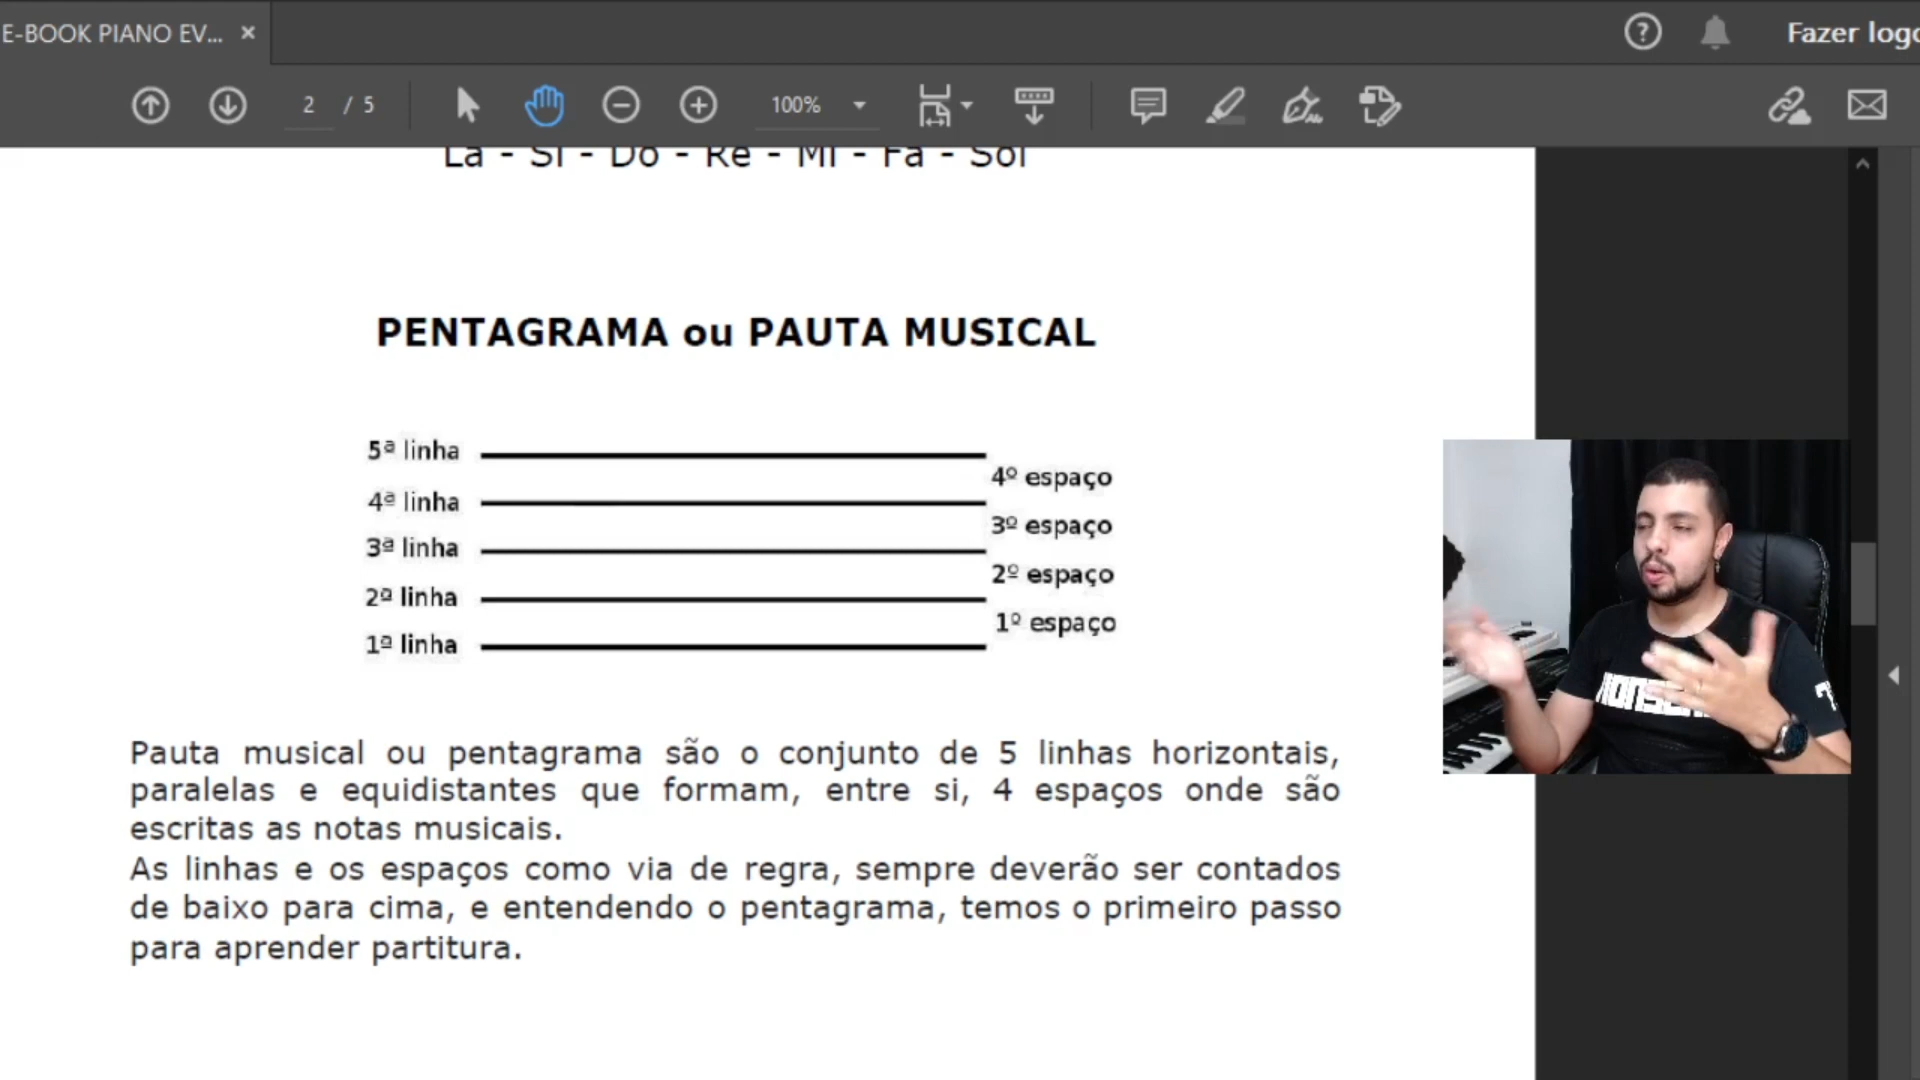 E-BOOK PIANO EV... ×
Fazer logo
2 / 5
100%
La - Si - Do - Re - Mi - Fa - Sol
PENTAGRAMA ou PAUTA MUSICAL
5ª linha
4º espaço
4ª linha
3º espaço
3ª linha
2º espaço
2ª linha
1º espaço
1ª linha
Pauta musical ou pentagrama são o conjunto de 5 linhas horizontais,
paralelas e equidistantes que formam, entre si, 4 espaços onde são
escritas as notas musicais.
As linhas e os espaços como via de regra, sempre deverão ser contados
de baixo para cima, e entendendo o pentagrama, temos o primeiro passo
para aprender partitura.